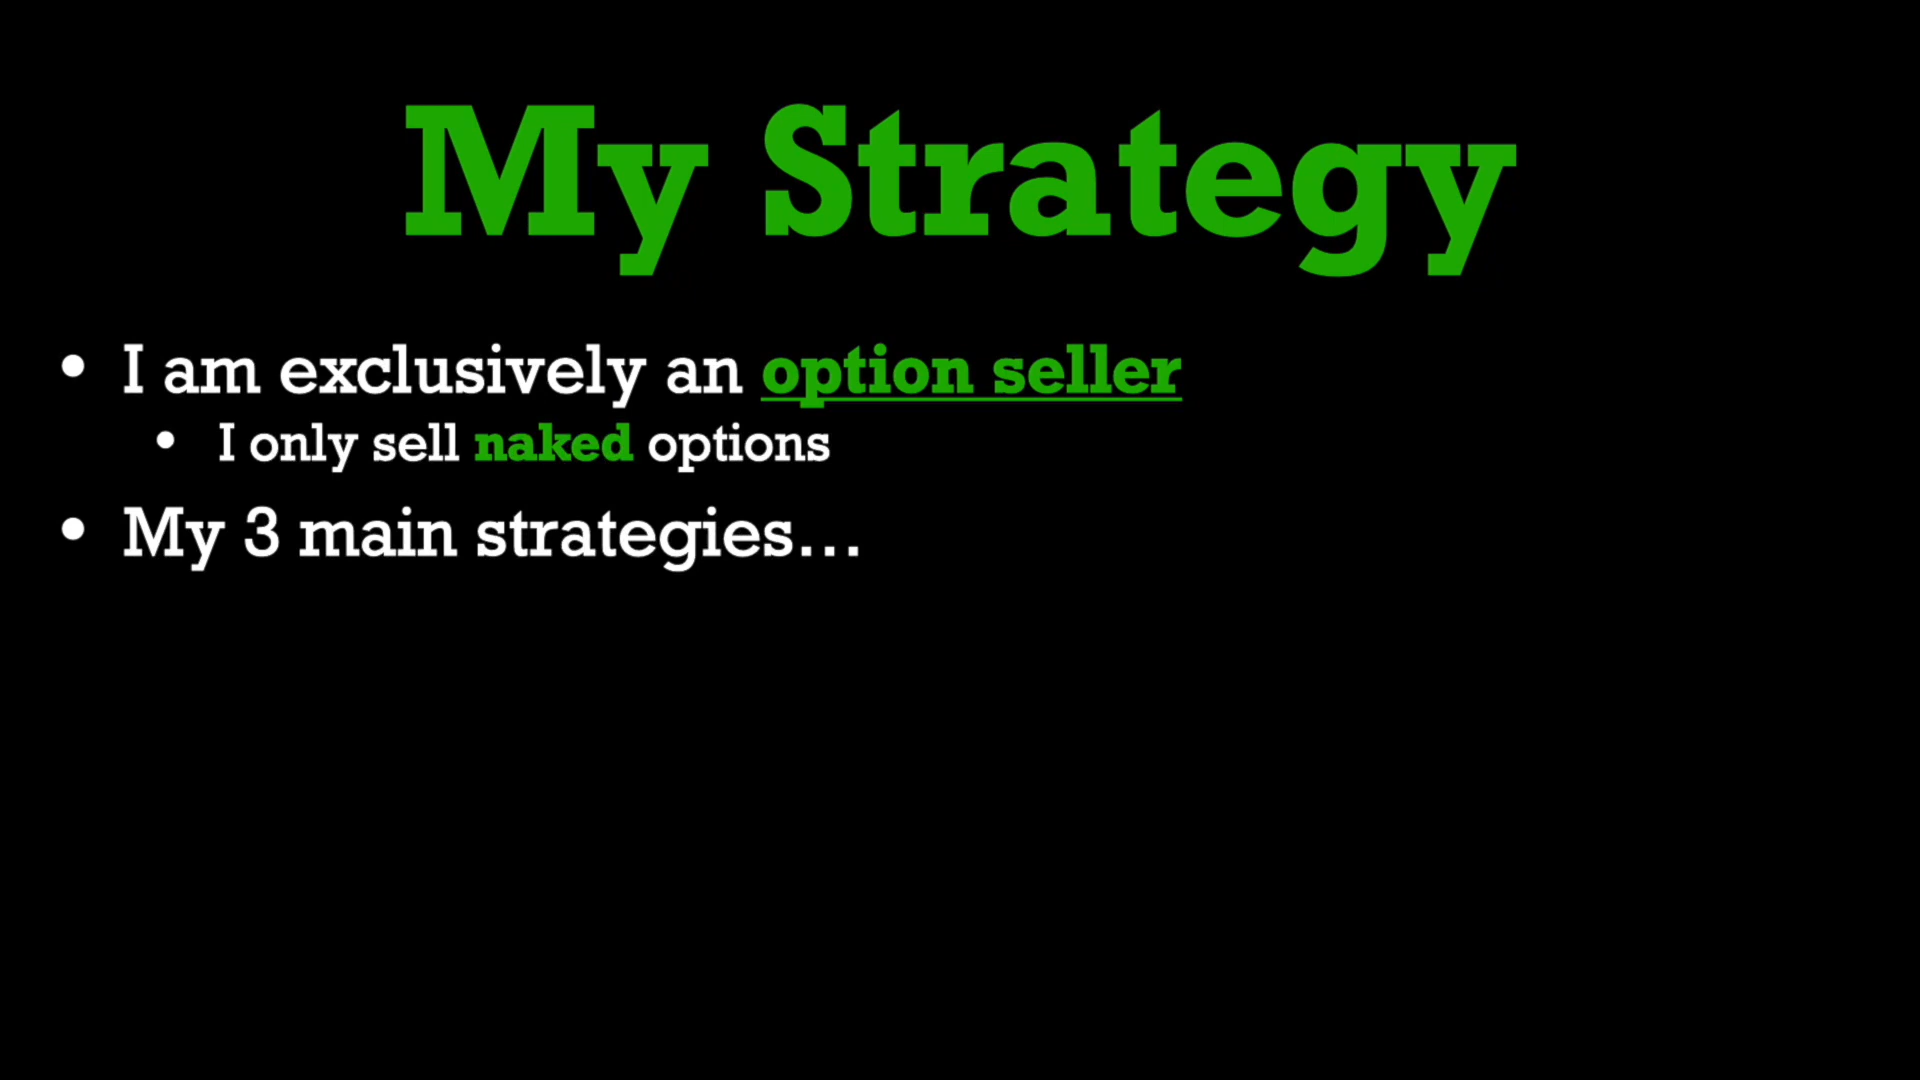 My Strategy
• I am exclusively an option seller
• I only sell naked options
• My 3 main strategies...